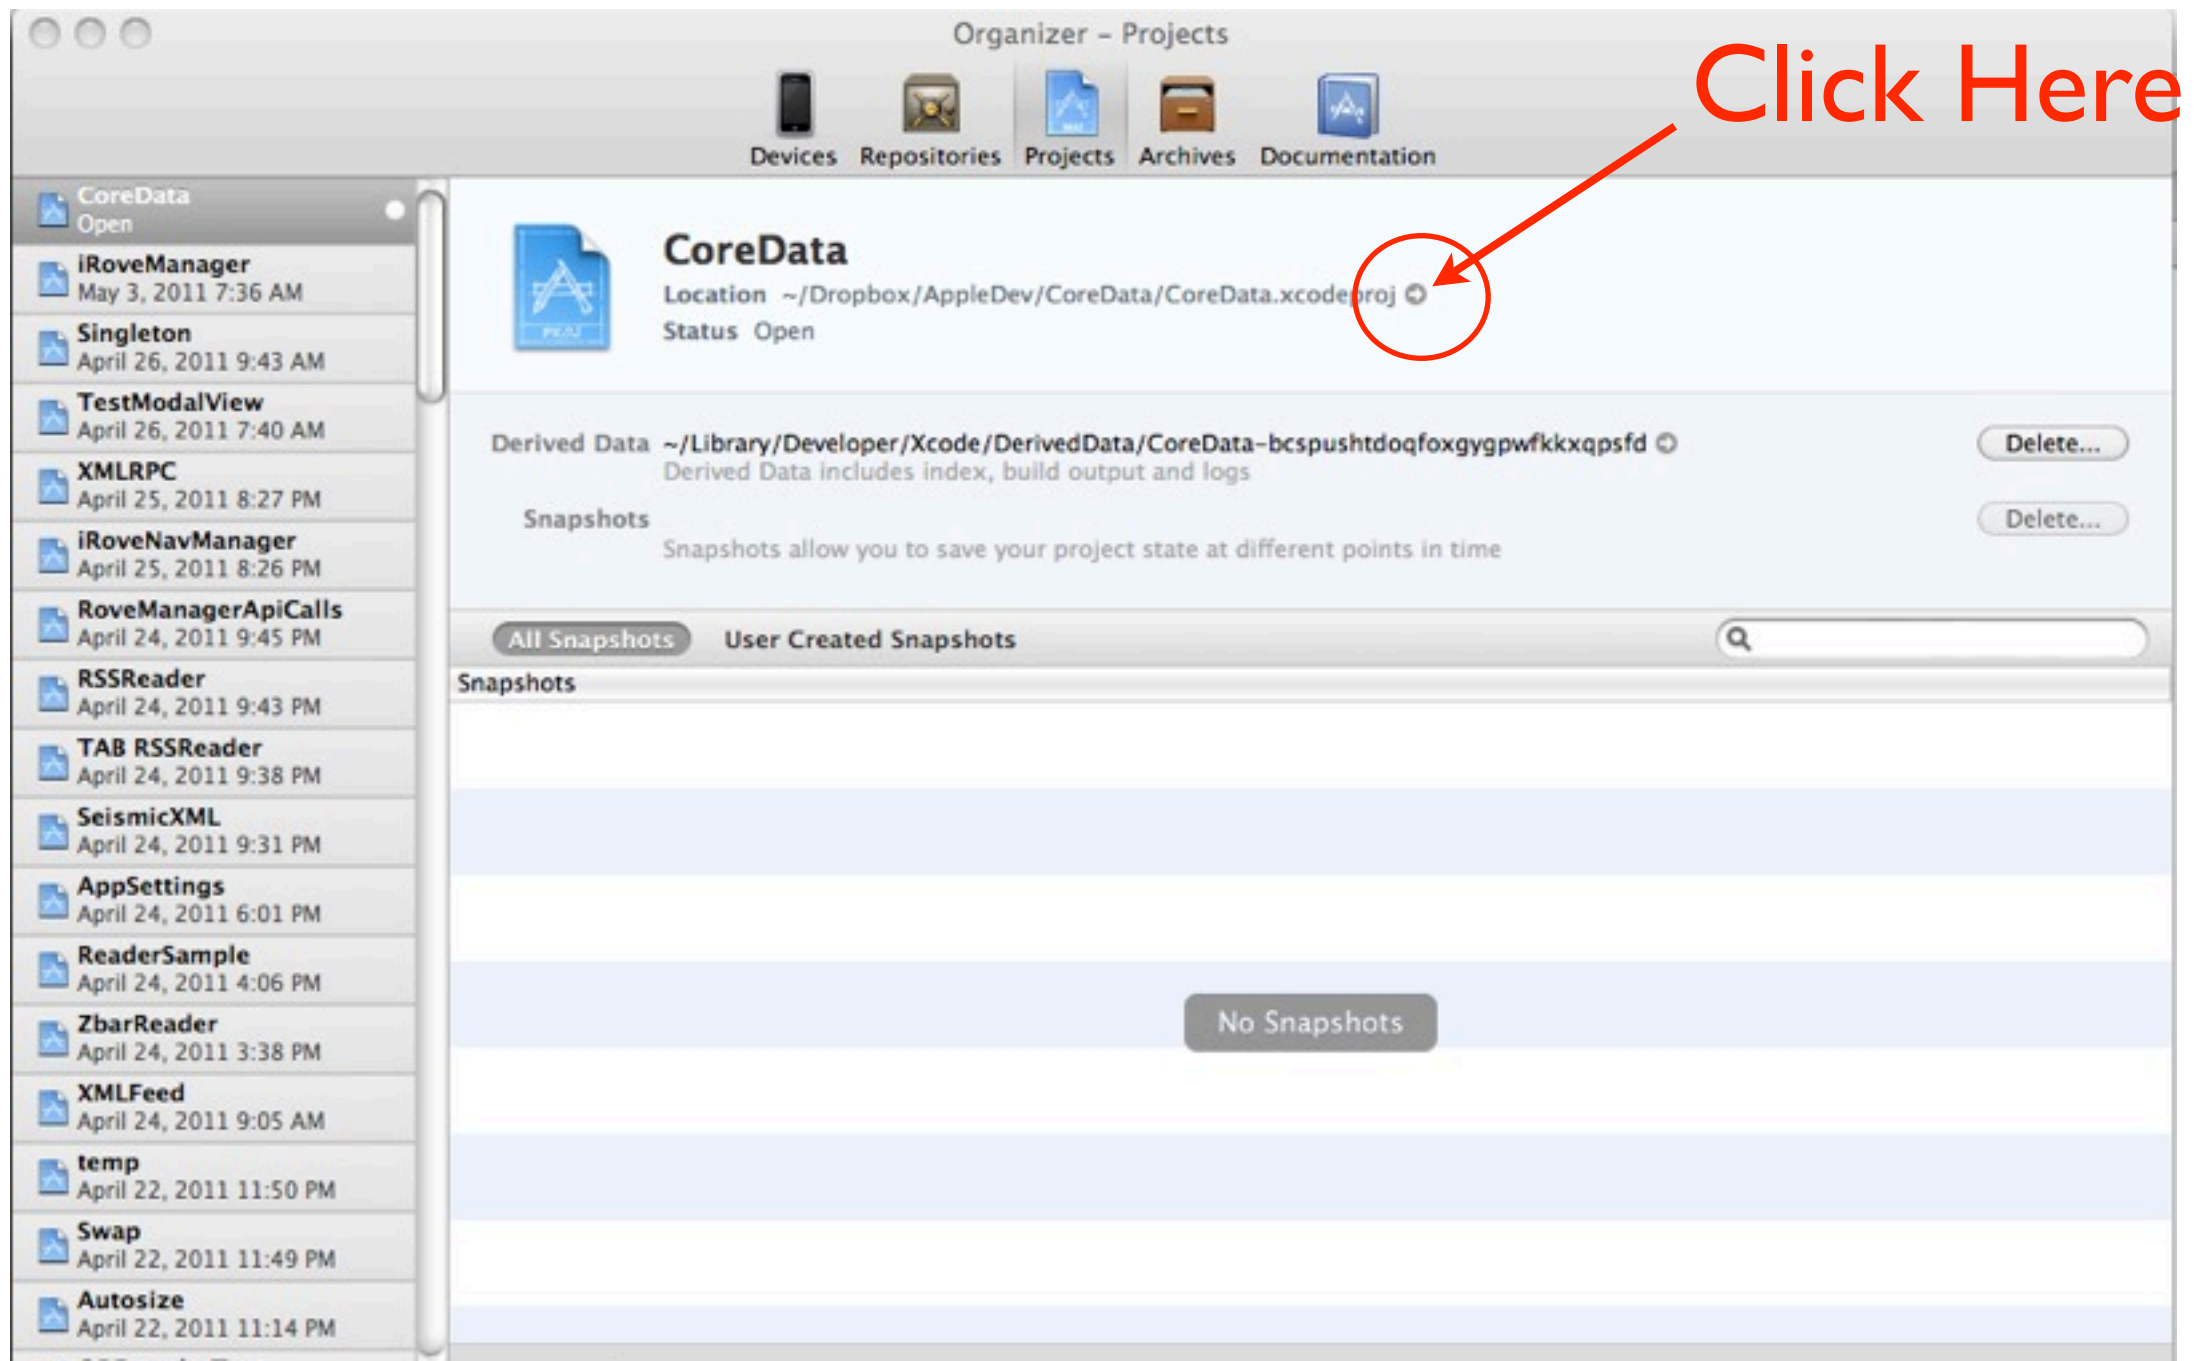 Organizer – Projects
Click Here
Devices Repositories Projects Archives Documentation
CoreData
Open
iRoveManager
May 3, 2011 7:36 AM
Singleton
April 26, 2011 9:43 AM
TestModalView
April 26, 2011 7:40 AM
XMLRPC
April 25, 2011 8:27 PM
iRoveNavManager
April 25, 2011 8:26 PM
RoveManagerApiCalls
April 24, 2011 9:45 PM
RSSReader
April 24, 2011 9:43 PM
TAB RSSReader
April 24, 2011 9:38 PM
SeismicXML
April 24, 2011 9:31 PM
AppSettings
April 24, 2011 6:01 PM
ReaderSample
April 24, 2011 4:06 PM
ZbarReader
April 24, 2011 3:38 PM
XMLFeed
April 24, 2011 9:05 AM
temp
April 22, 2011 11:50 PM
Swap
April 22, 2011 11:49 PM
Autosize
April 22, 2011 11:14 PM
PROJ
CoreData
Location ~/Dropbox/AppleDev/CoreData/CoreData.xcodeproj
Status Open
Derived Data ~/Library/Developer/Xcode/DerivedData/CoreData-bcspushtdoqfoxgygpwfkkxqpsfd Delete...
Derived Data includes index, build output and logs
Snapshots Delete...
Snapshots allow you to save your project state at different points in time
All Snapshots User Created Snapshots
Snapshots
No Snapshots